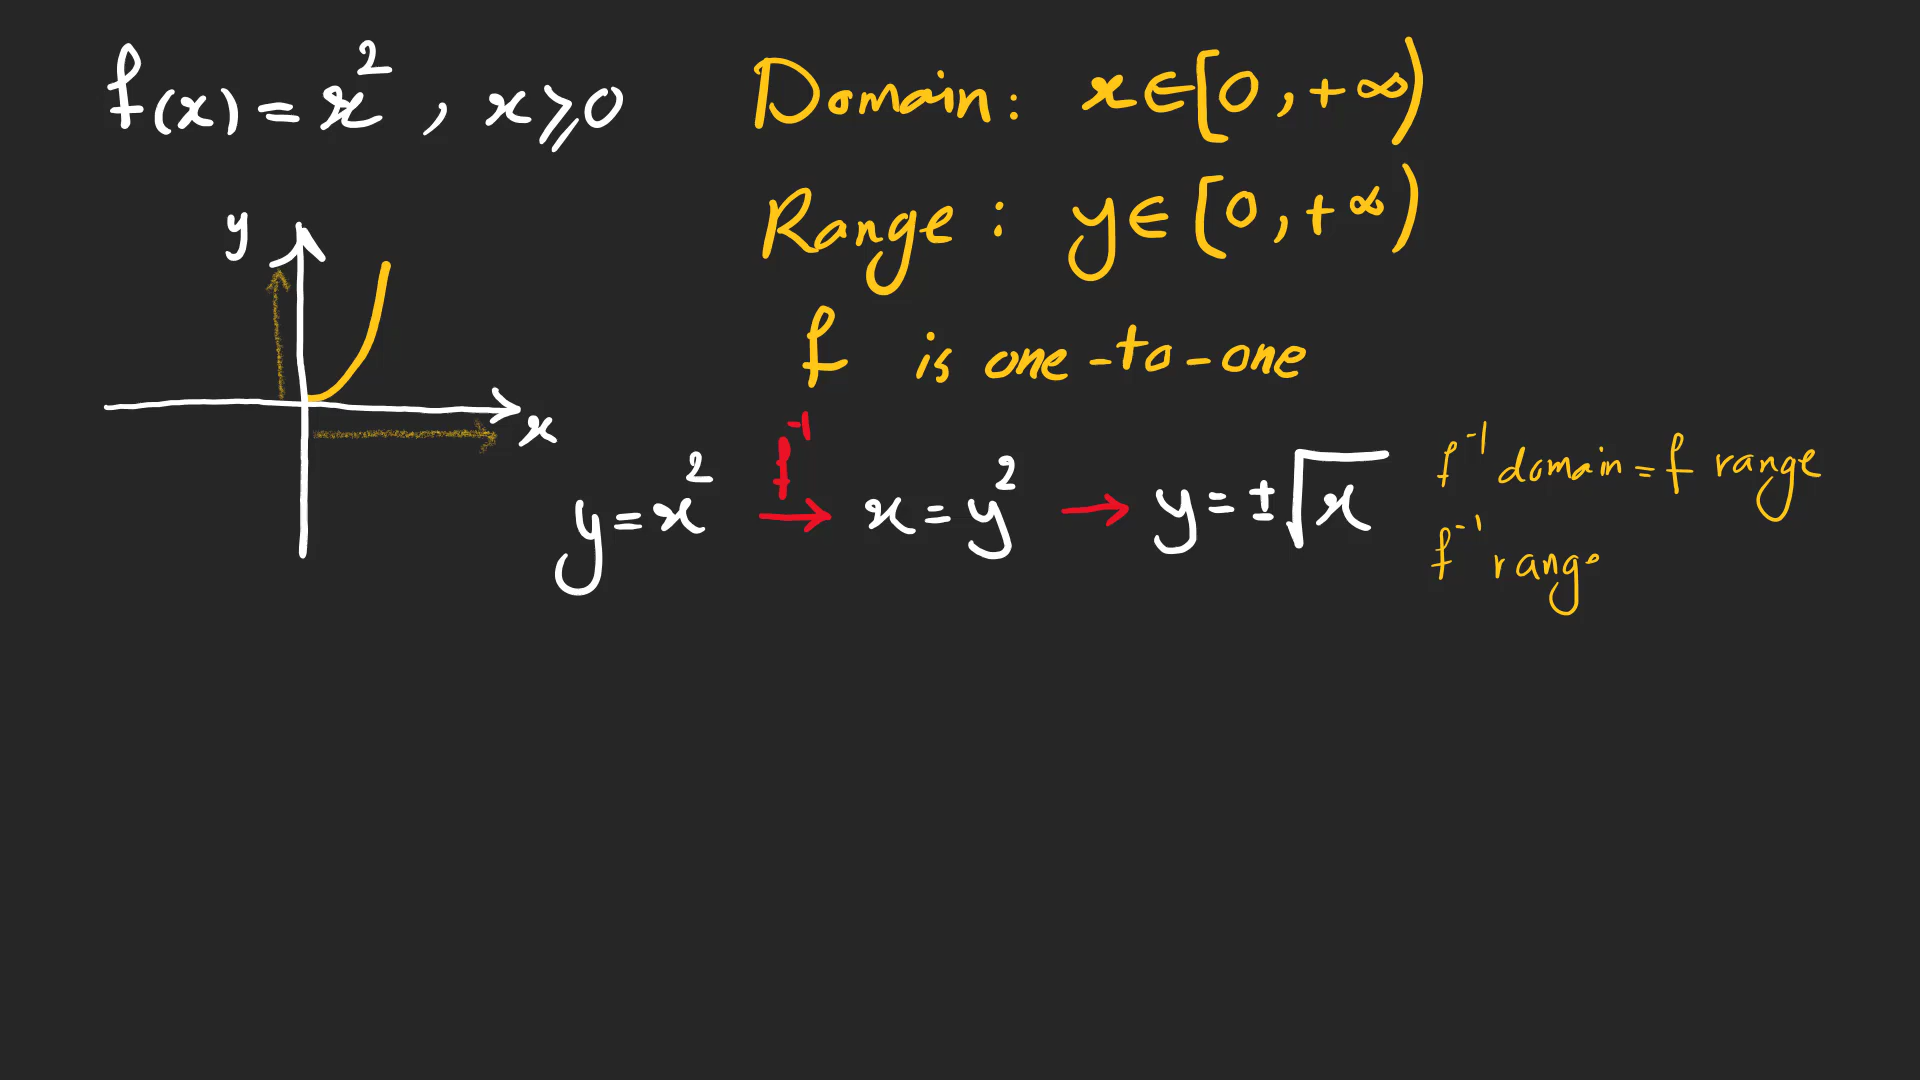 f(x) = x² , x ⩾ 0
Domain : x ∈ [0 , +∞)
Range : y ∈ [0 , +∞)
y
f is one-to-one
x
y = x² f⁻¹ → x = y² → y = ±√x
f⁻¹ domain = f range
f⁻¹ range